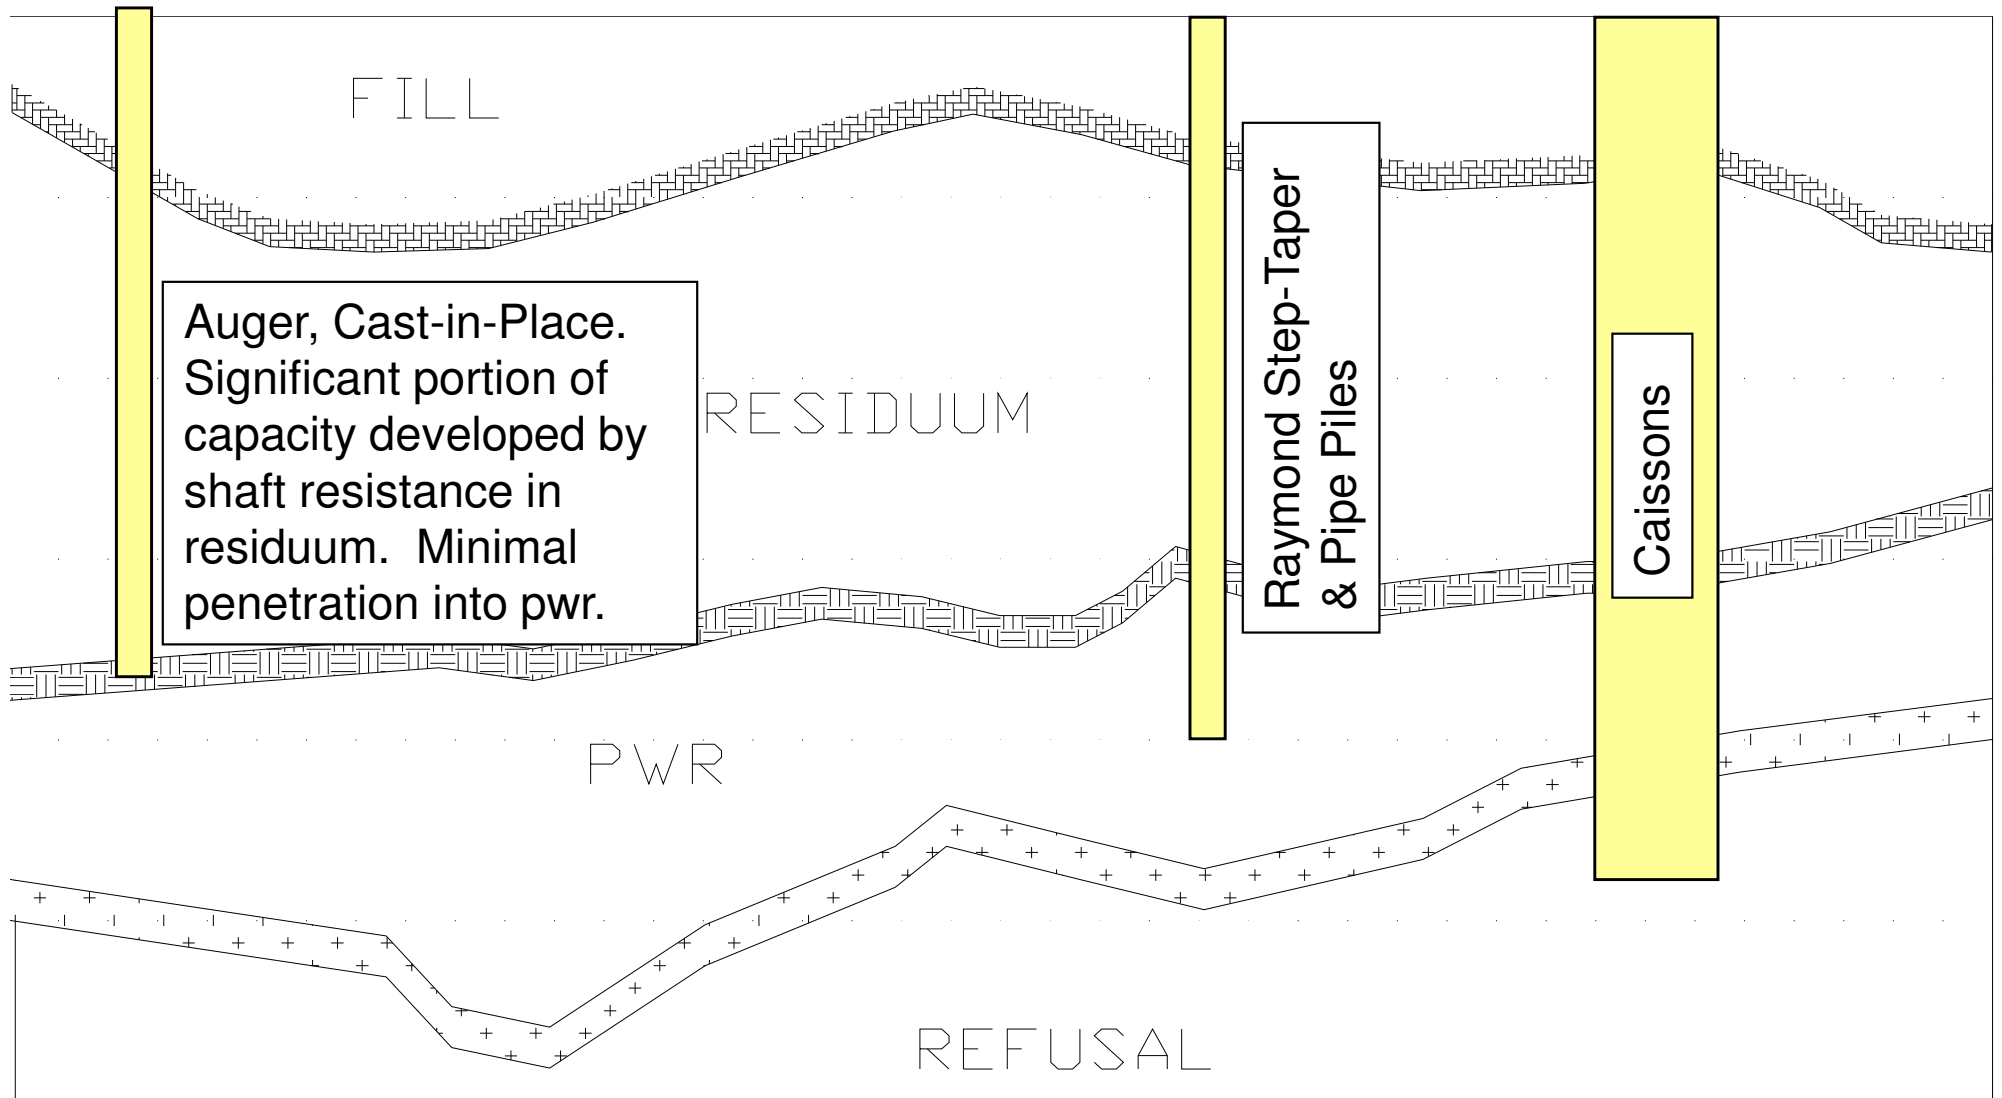 FILL
Auger, Cast-in-Place.
Significant portion of
capacity developed by
shaft resistance in
residuum.  Minimal
penetration into pwr.
RESIDUUM
Raymond Step-Taper
& Pipe Piles
Caissons
PWR
REFUSAL